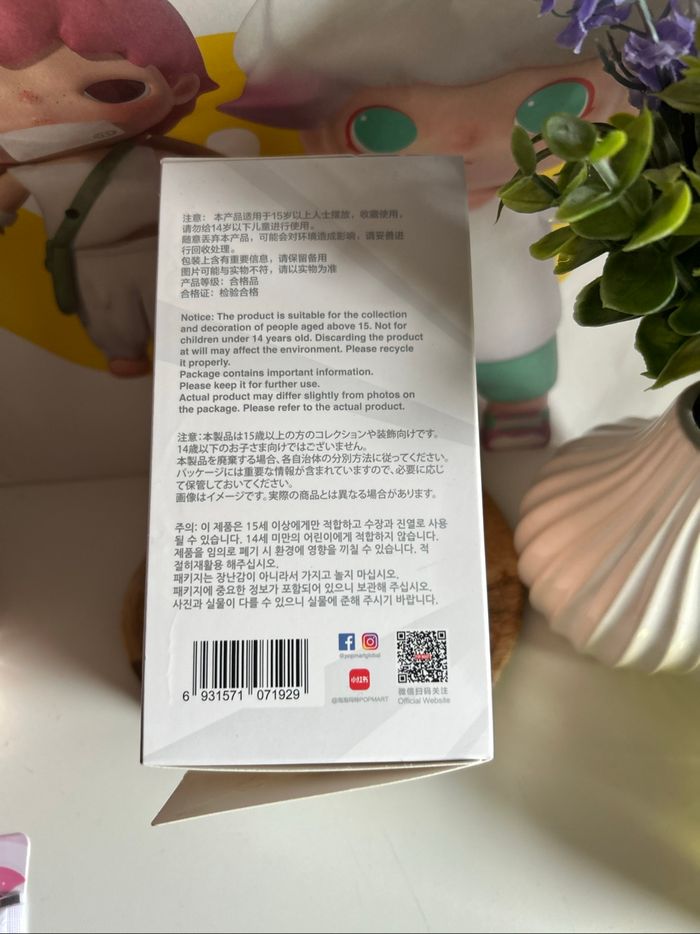 注意： 本产品适用于15岁以上人士摆放，收藏使用，
请勿给14岁以下儿童进行使用。
随意丢弃本产品，可能会对环境造成影响，请妥善进
行回收处理。
包装上含有重要信息，请保留备用
图片可能与实物不符，请以实物为准
产品等级：合格品
合格证：检验合格
Notice: The product is suitable for the collection
and decoration of people aged above 15. Not for
children under 14 years old. Discarding the product
at will may affect the environment. Please recycle
it properly.
Package contains important information.
Please keep it for further use.
Actual product may differ slightly from photos on
the package. Please refer to the actual product.
注意：本製品は15歳以上の方のコレクションや装飾向けです。
14歳以下のお子さま向けではございません。
本製品を廃棄する場合、各自治体の分別方法に従ってください。
パッケージには重要な情報が含まれていますので、必要に応じ
て保管しておいてください。
画像はイメージです。実際の商品とは異なる場合があります。
주의: 이 제품은 15세 이상에게만 적합하고 수장과 진열로 사용
될 수 있습니다. 14세 미만의 어린이에게 적합하지 않습니다.
제품을 임의로 폐기 시 환경에 영향을 끼칠 수 있습니다. 적
절히재활용 해주십시오.
패키지는 장난감이 아니라서 가지고 놀지 마십시오.
패키지에 중요한 정보가 포함되어 있으니 보관해 주십시오.
사진과 실물이 다를 수 있으니 실물에 준해 주시기 바랍니다.
6 931571 071929
@popmartglobal
小红书
@泡泡玛特POPMART
微信扫码关注
Official Website